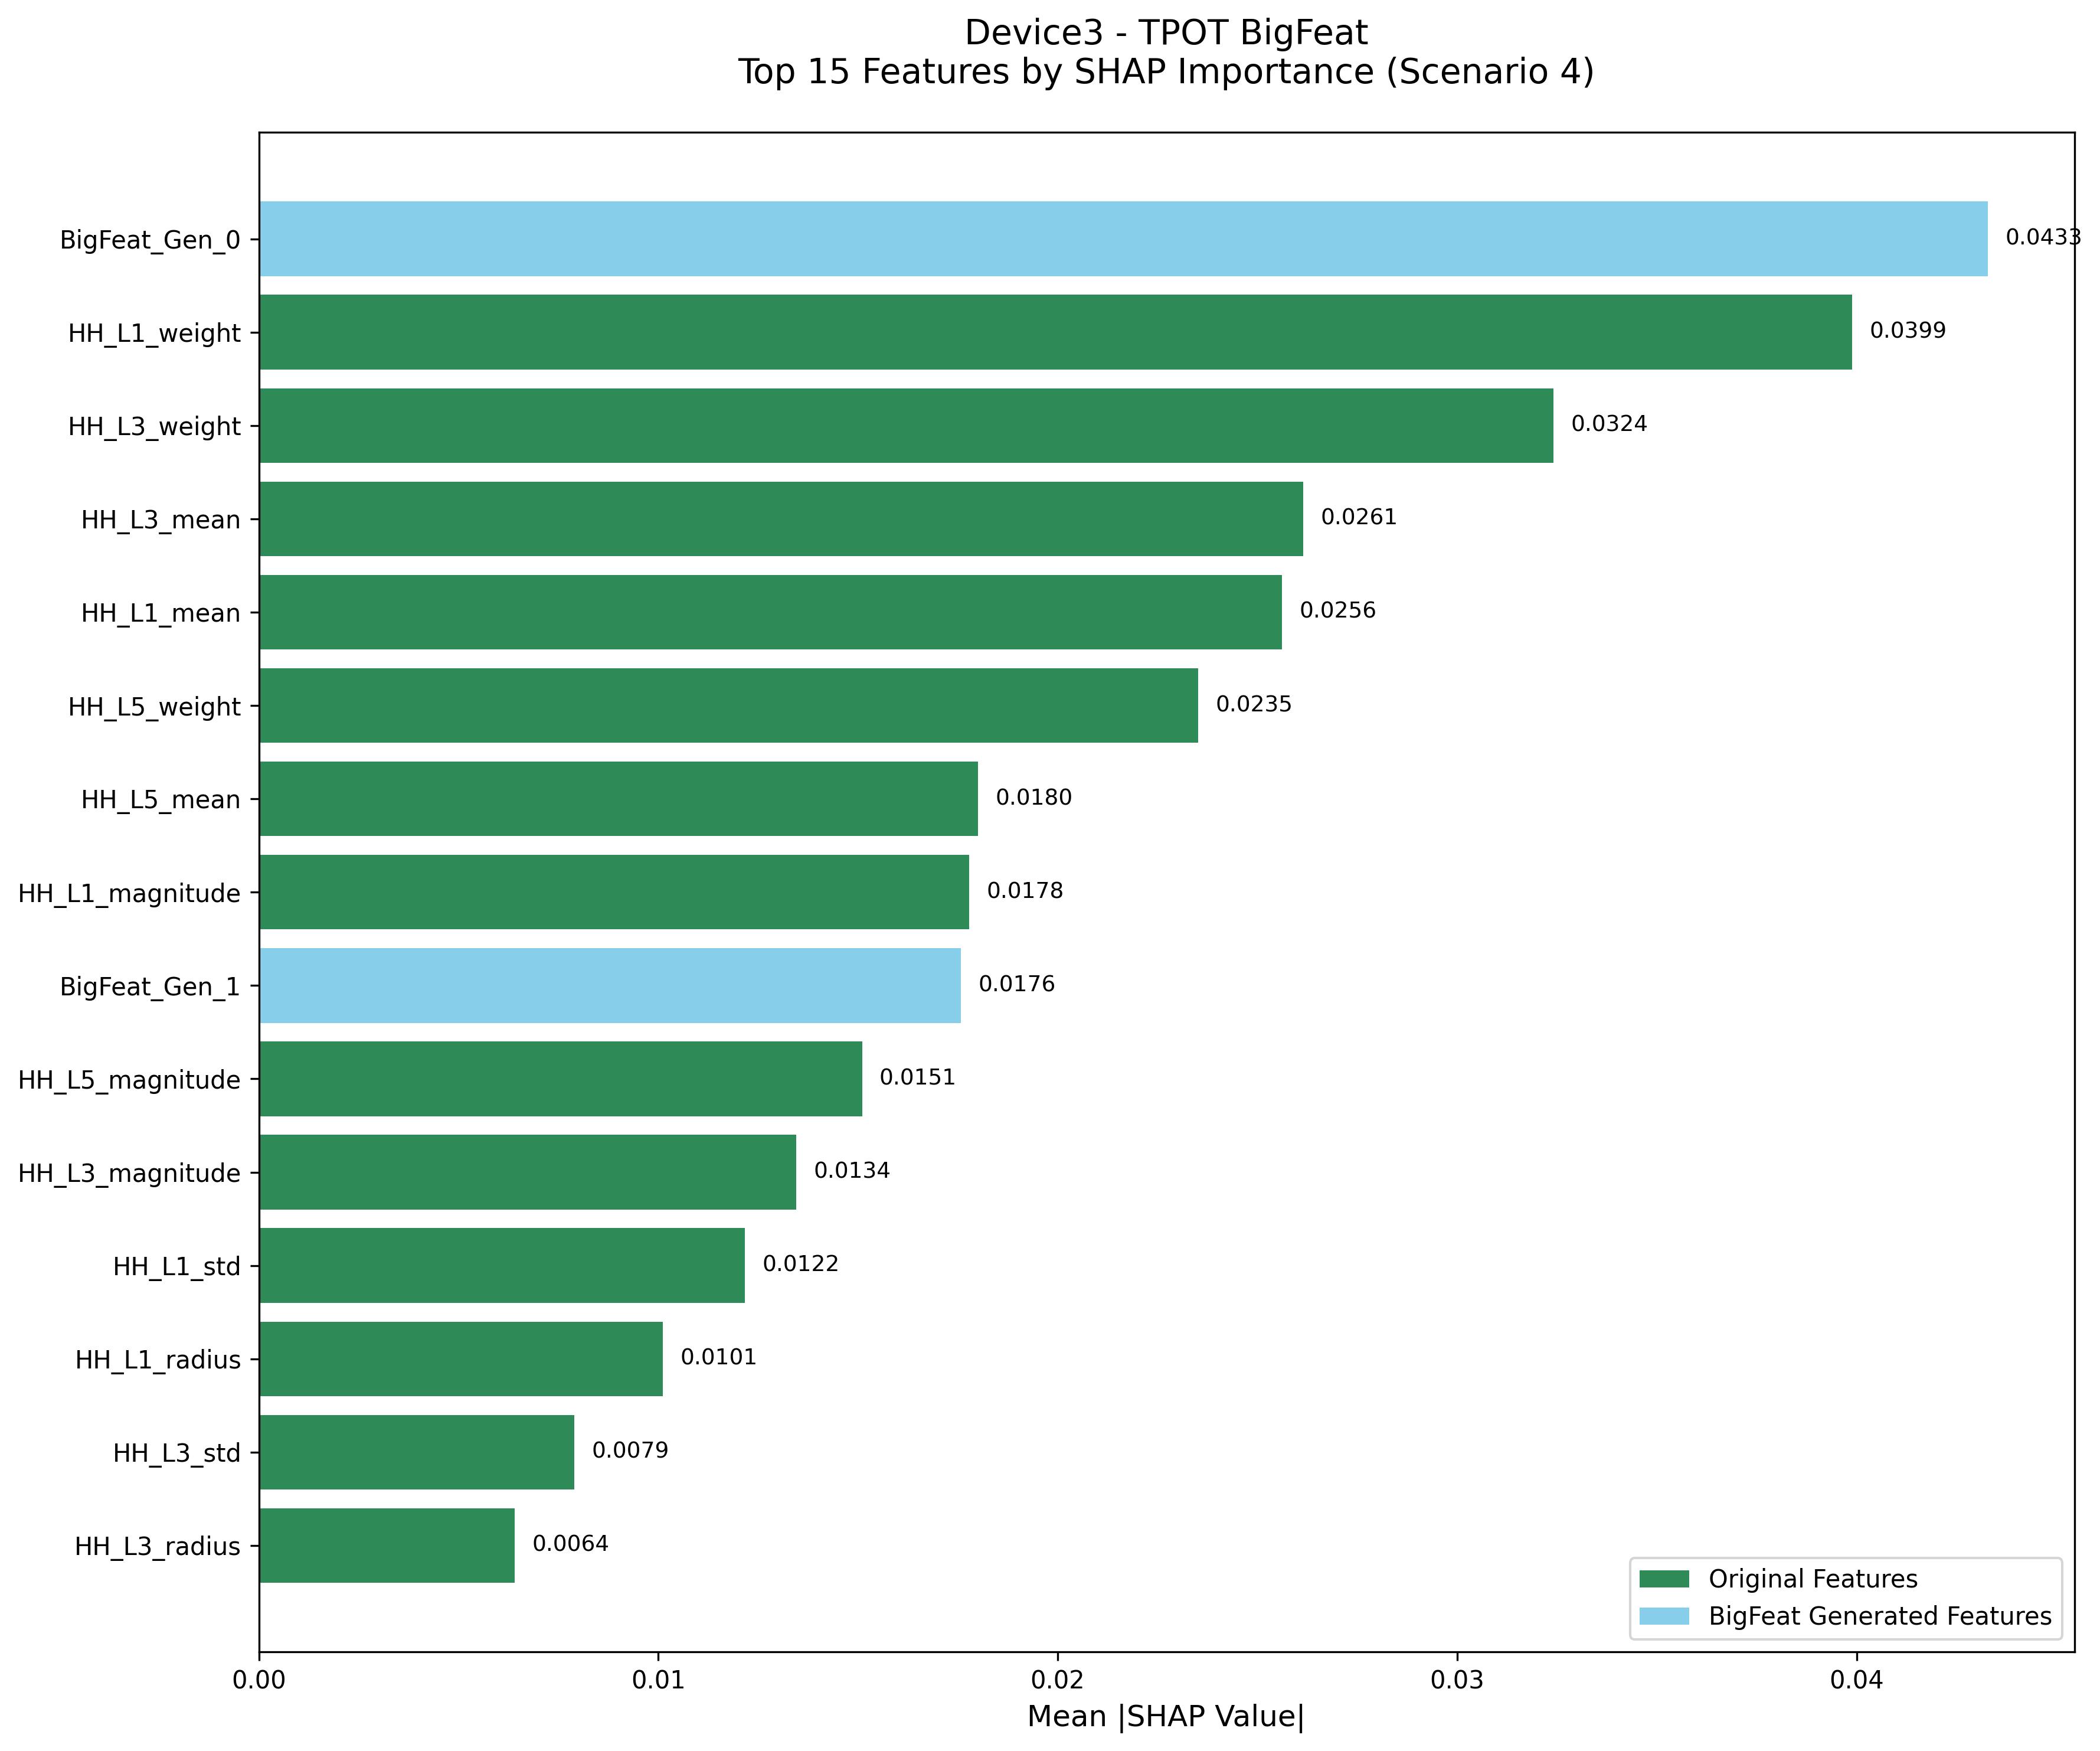 Device3 - TPOT BigFeat
Top 15 Features by SHAP Importance (Scenario 4)
BigFeat_Gen_0 0.0433
HH_L1_weight 0.0399
HH_L3_weight 0.0324
HH_L3_mean 0.0261
HH_L1_mean 0.0256
HH_L5_weight 0.0235
HH_L5_mean 0.0180
HH_L1_magnitude 0.0178
BigFeat_Gen_1 0.0176
HH_L5_magnitude 0.0151
HH_L3_magnitude 0.0134
HH_L1_std 0.0122
HH_L1_radius 0.0101
HH_L3_std 0.0079
HH_L3_radius 0.0064
Original Features
BigFeat Generated Features
0.00 0.01 0.02 0.03 0.04
Mean |SHAP Value|